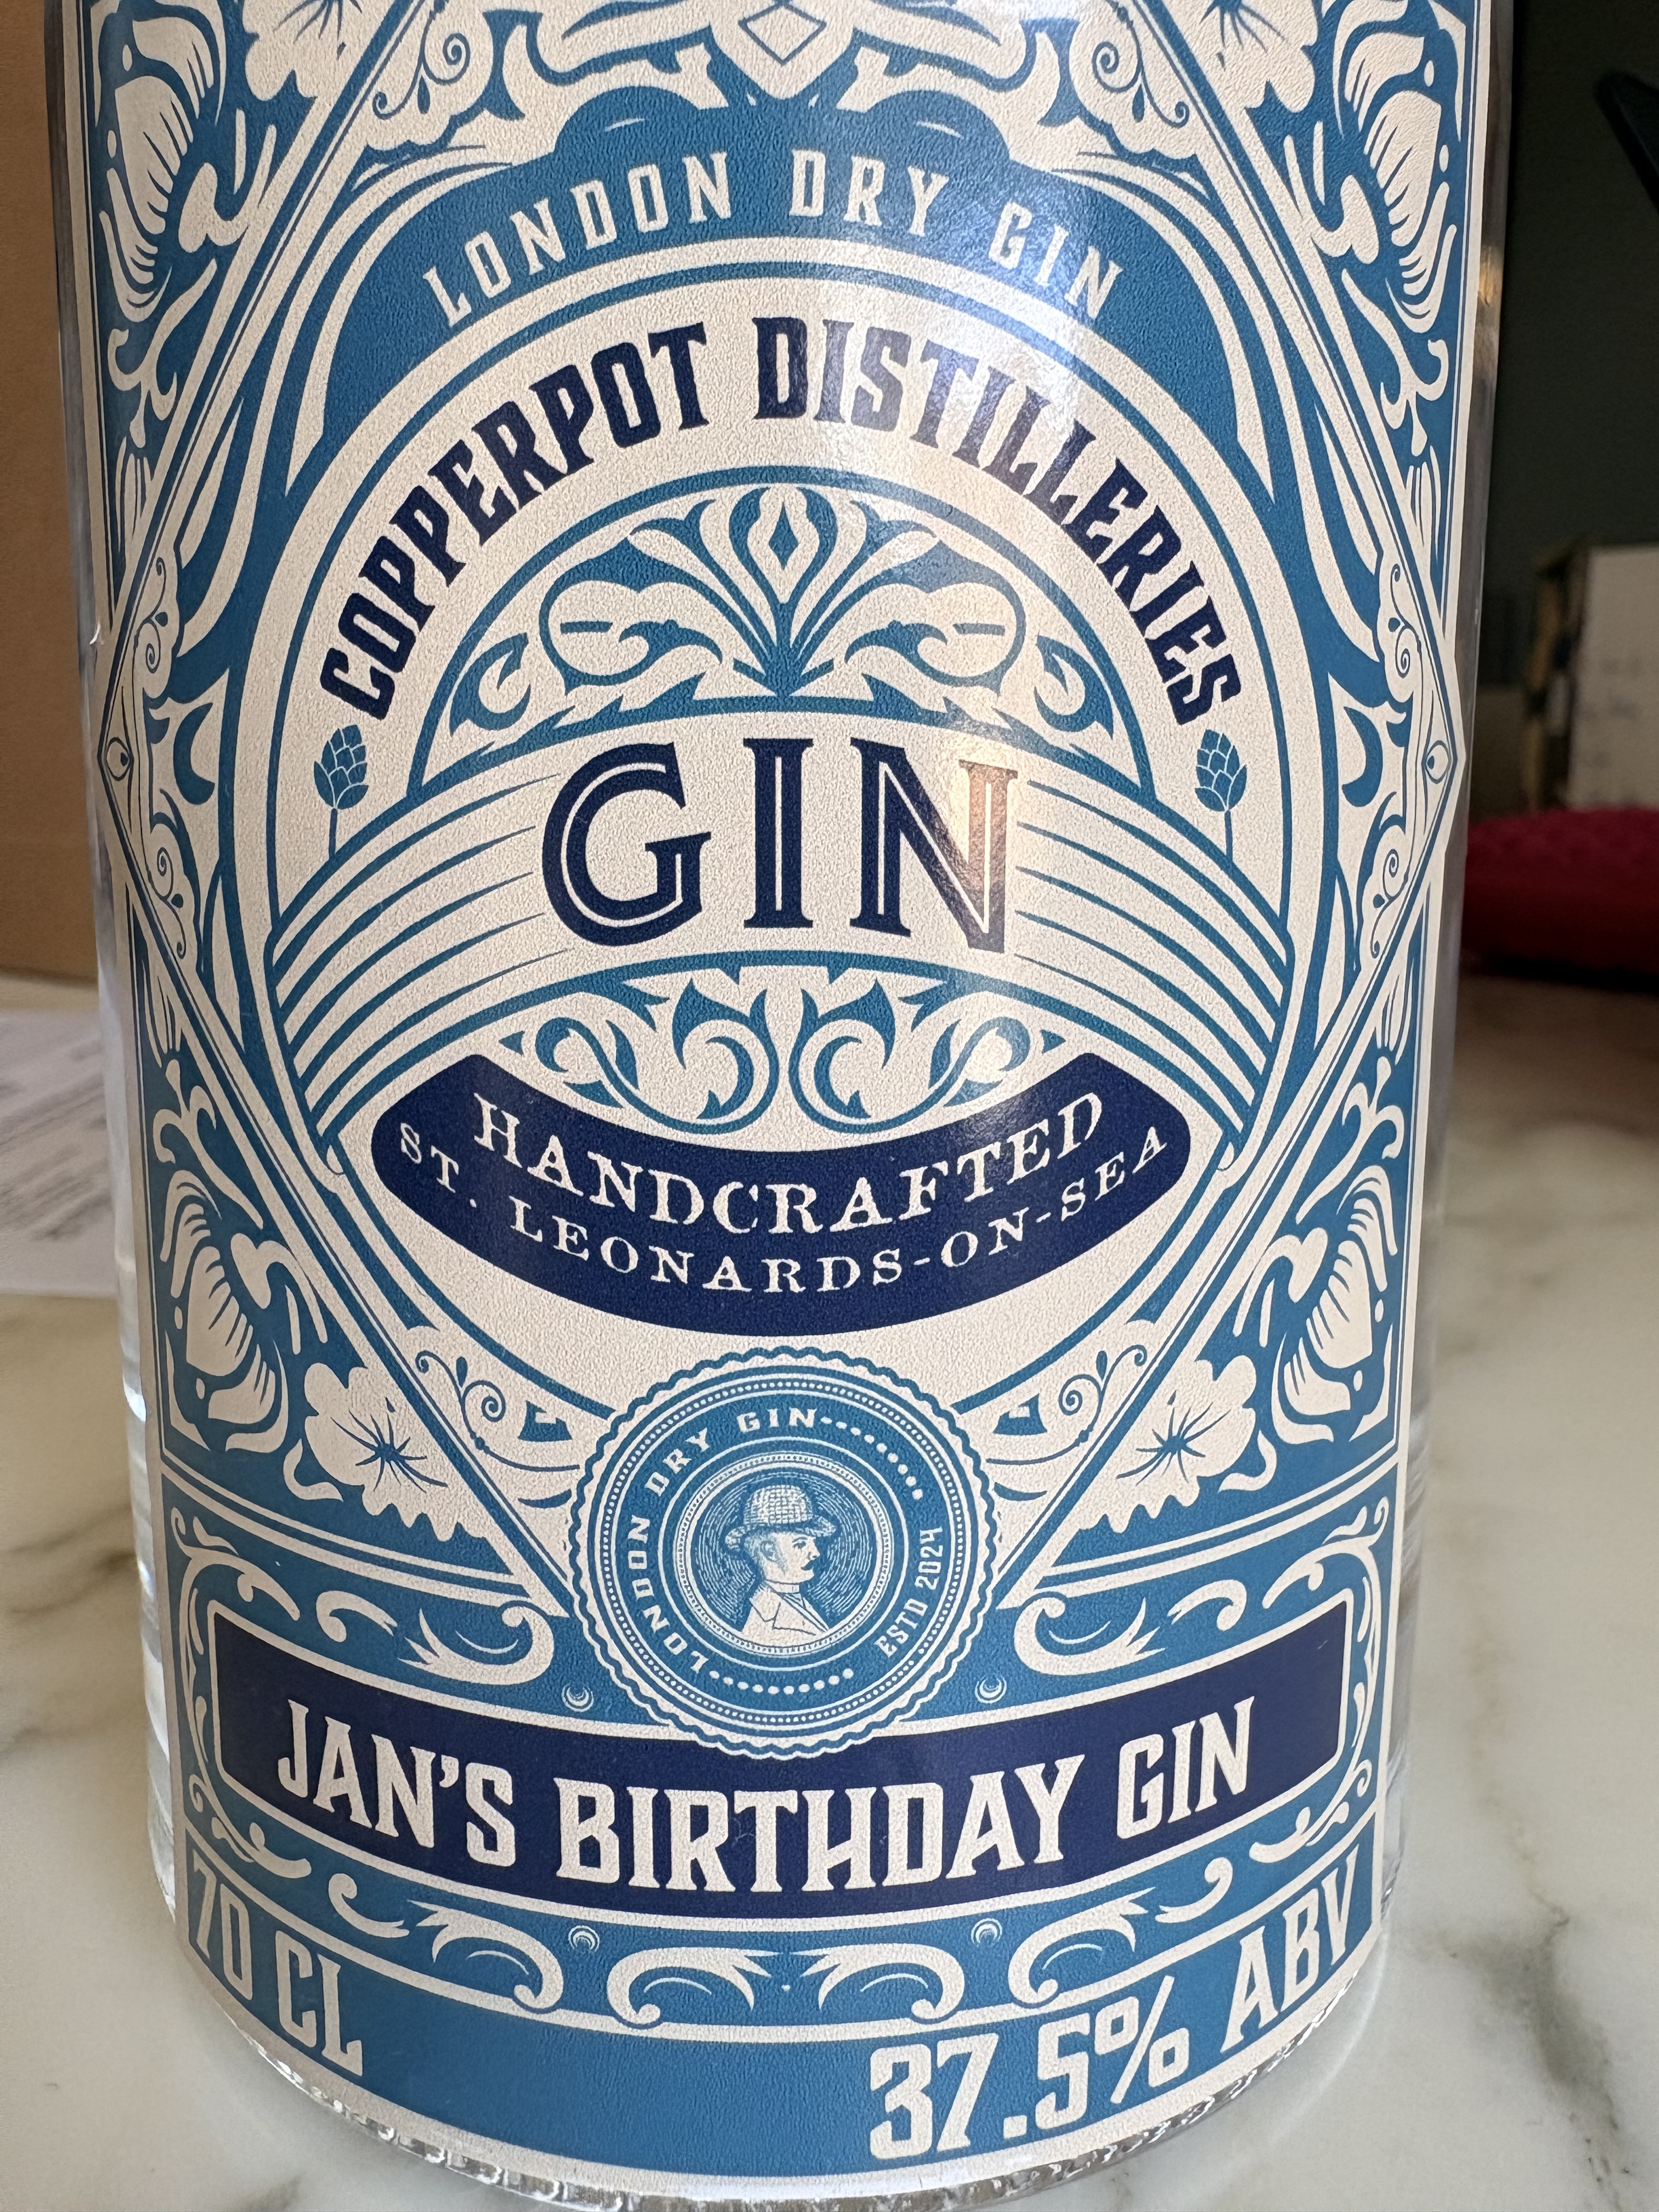 LONDON DRY GIN
COPPERPOT DISTILLERIES
GIN
HANDCRAFTED
ST. LEONARDS-ON-SEA
LONDON DRY GIN
ESTD 2024
JAN'S BIRTHDAY GIN
70 CL
37.5% ABV